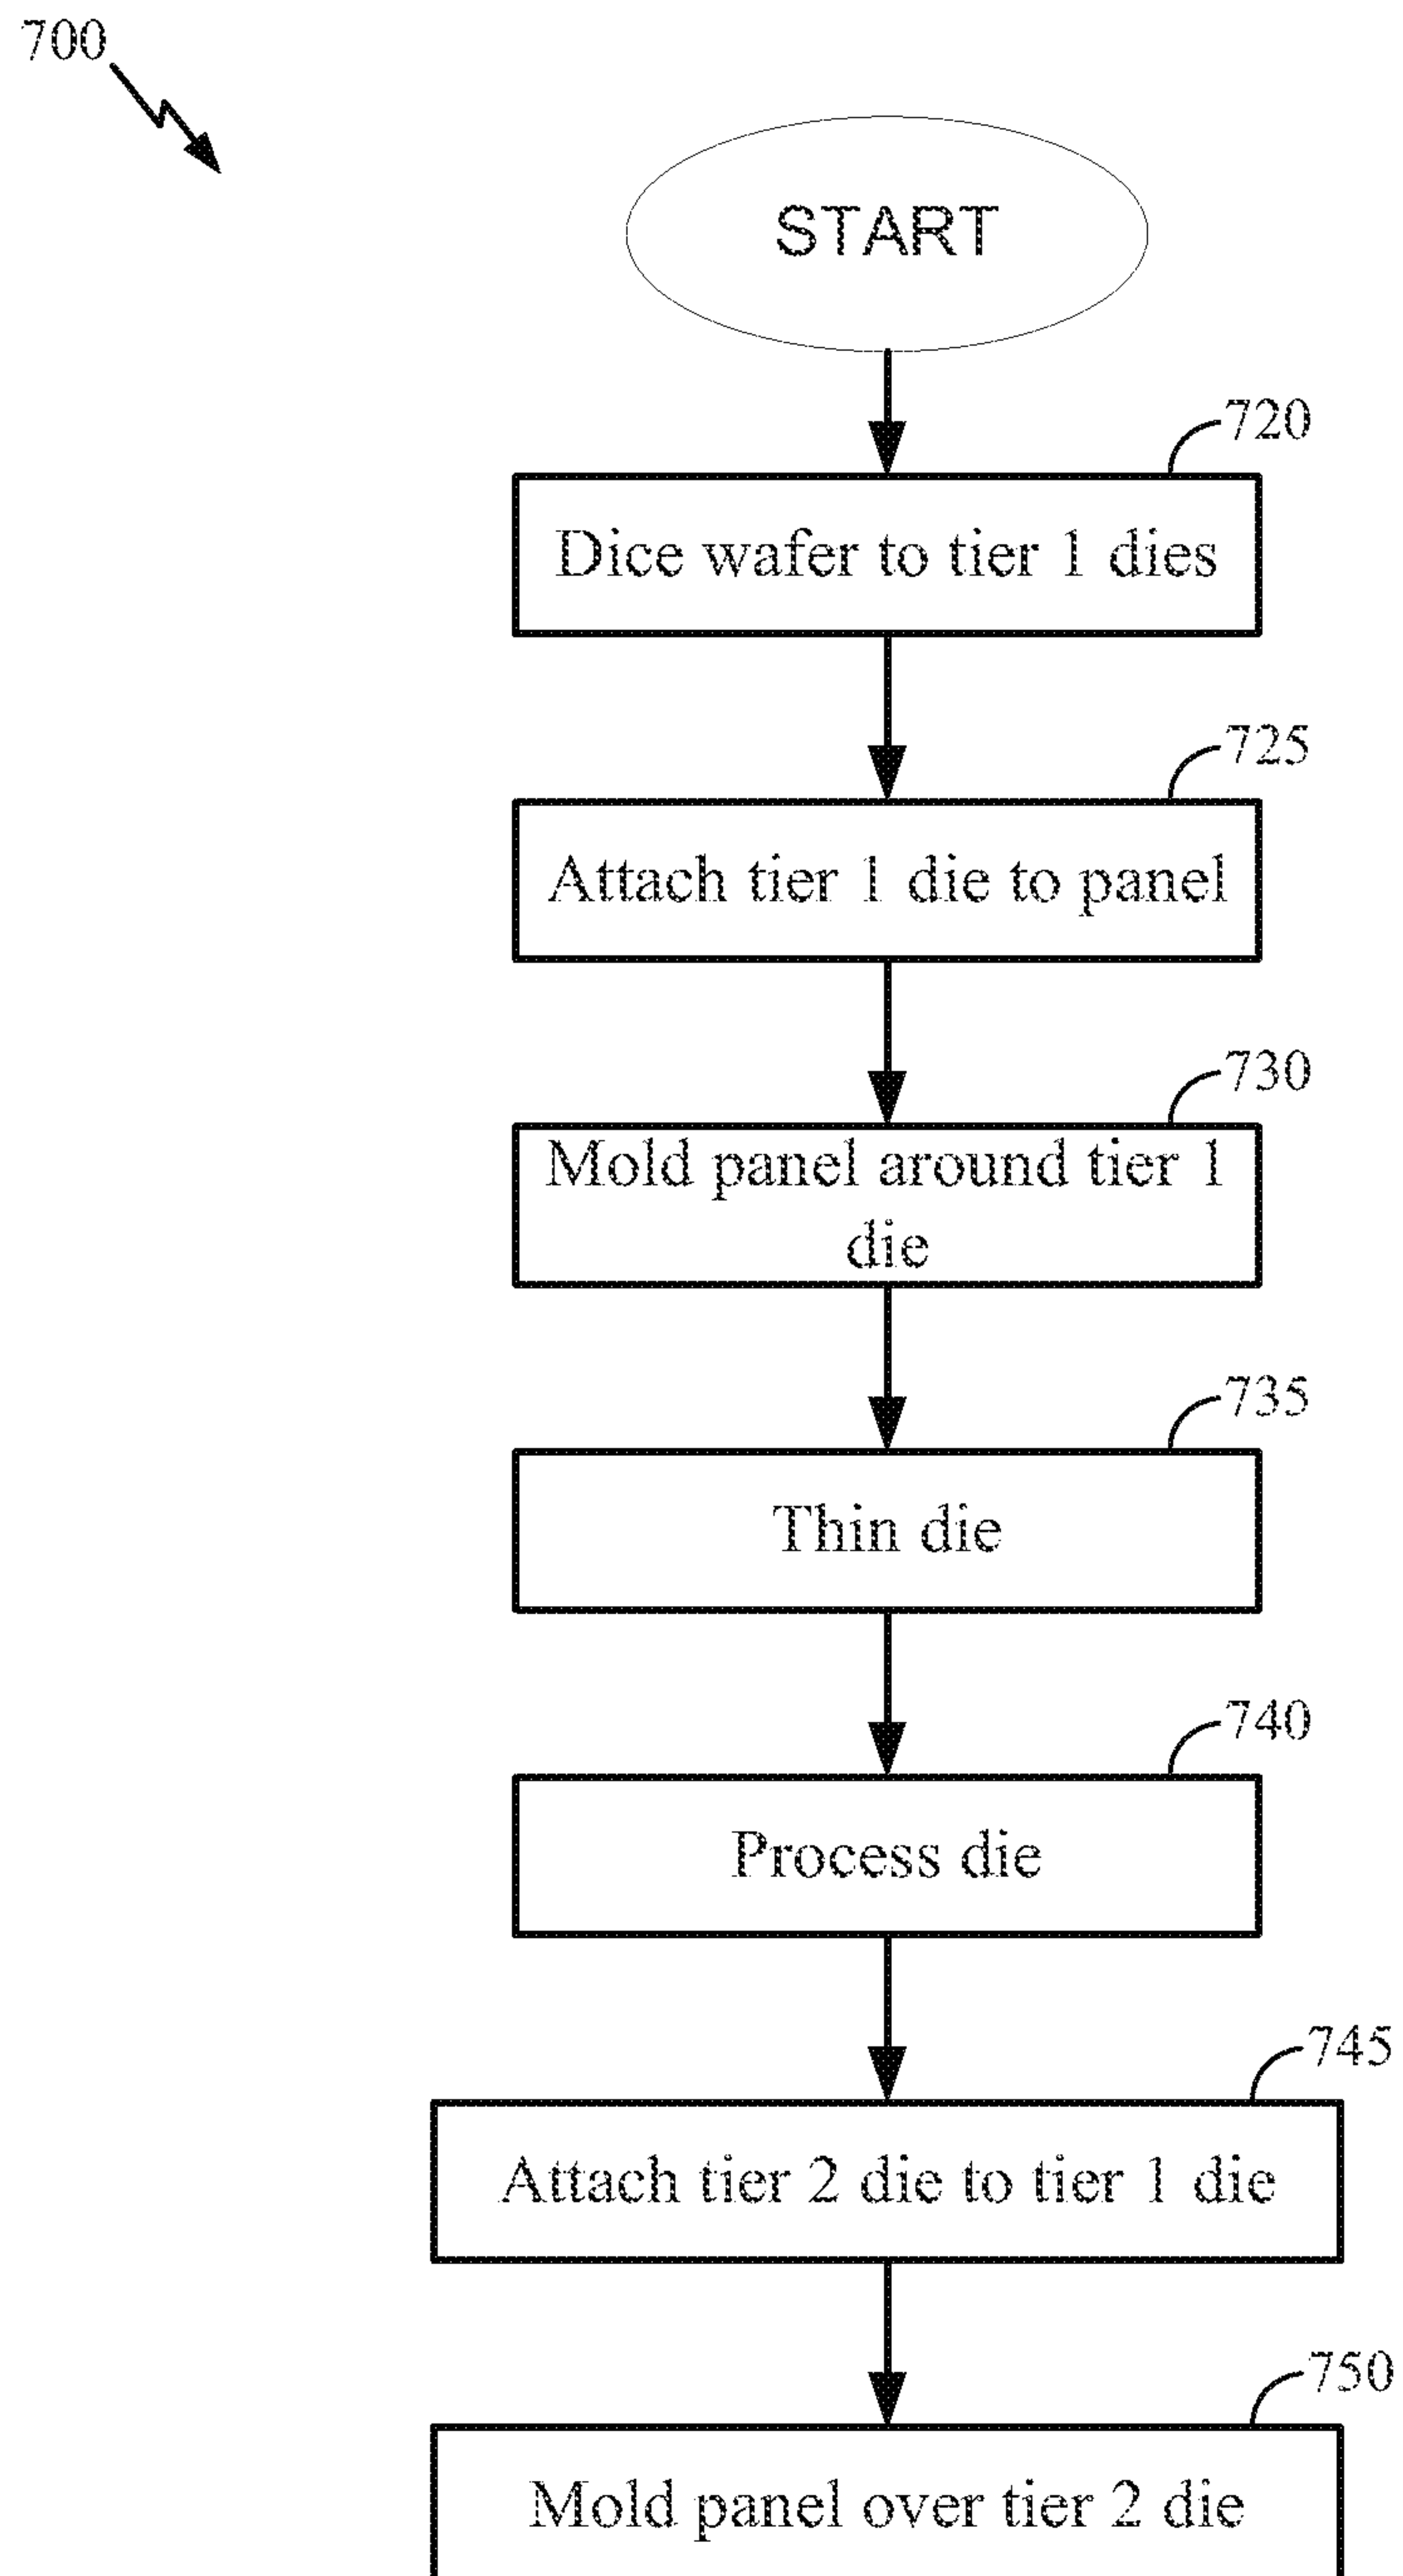 700
START
720
Dice wafer to tier 1 dies
725
Attach tier 1 die to panel
730
Mold panel around tier 1
die
735
Thin die
740
Process die
745
Attach tier 2 die to tier 1 die
750
Mold panel over tier 2 die